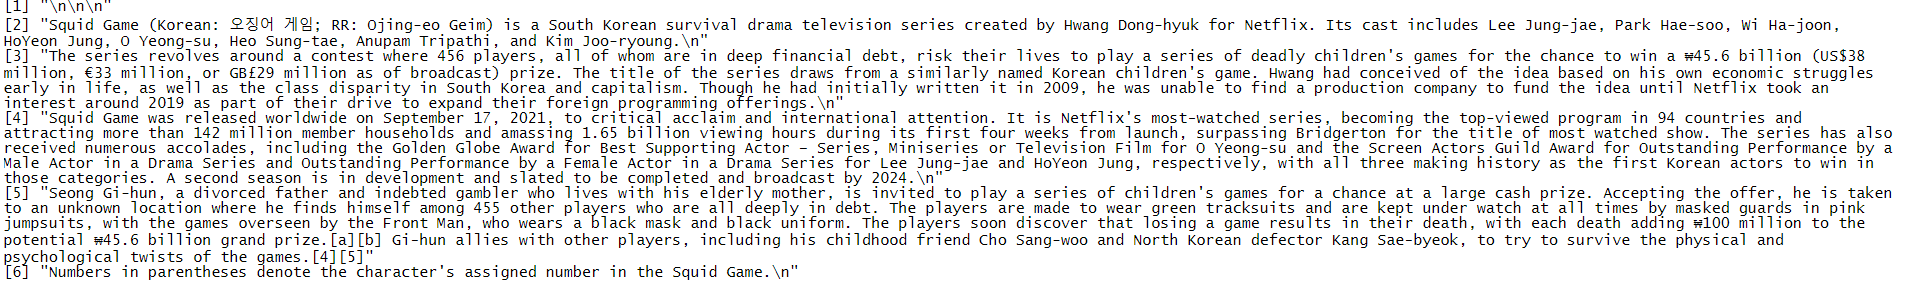 [1] "\n\n\n"
[2] "Squid Game (Korean: 오징어 게임; RR: Ojing-eo Geim) is a South Korean survival drama television series created by Hwang Dong-hyuk for Netflix. Its cast includes Lee Jung-jae, Park Hae-soo, Wi Ha-joon,
HoYeon Jung, O Yeong-su, Heo Sung-tae, Anupam Tripathi, and Kim Joo-ryoung.\n"
[3] "The series revolves around a contest where 456 players, all of whom are in deep financial debt, risk their lives to play a series of deadly children's games for the chance to win a ₩45.6 billion (US$38
million, €33 million, or GB£29 million as of broadcast) prize. The title of the series draws from a similarly named Korean children's game. Hwang had conceived of the idea based on his own economic struggles
early in life, as well as the class disparity in South Korea and capitalism. Though he had initially written it in 2009, he was unable to find a production company to fund the idea until Netflix took an
interest around 2019 as part of their drive to expand their foreign programming offerings.\n"
[4] "Squid Game was released worldwide on September 17, 2021, to critical acclaim and international attention. It is Netflix's most-watched series, becoming the top-viewed program in 94 countries and
attracting more than 142 million member households and amassing 1.65 billion viewing hours during its first four weeks from launch, surpassing Bridgerton for the title of most watched show. The series has also
received numerous accolades, including the Golden Globe Award for Best Supporting Actor – Series, Miniseries or Television Film for O Yeong-su and the Screen Actors Guild Award for Outstanding Performance by a
Male Actor in a Drama Series and Outstanding Performance by a Female Actor in a Drama Series for Lee Jung-jae and HoYeon Jung, respectively, with all three making history as the first Korean actors to win in
those categories. A second season is in development and slated to be completed and broadcast by 2024.\n"
[5] "Seong Gi-hun, a divorced father and indebted gambler who lives with his elderly mother, is invited to play a series of children's games for a chance at a large cash prize. Accepting the offer, he is taken
to an unknown location where he finds himself among 455 other players who are all deeply in debt. The players are made to wear green tracksuits and are kept under watch at all times by masked guards in pink
jumpsuits, with the games overseen by the Front Man, who wears a black mask and black uniform. The players soon discover that losing a game results in their death, with each death adding ₩100 million to the
potential ₩45.6 billion grand prize.[a][b] Gi-hun allies with other players, including his childhood friend Cho Sang-woo and North Korean defector Kang Sae-byeok, to try to survive the physical and
psychological twists of the games.[4][5]"
[6] "Numbers in parentheses denote the character's assigned number in the Squid Game.\n"